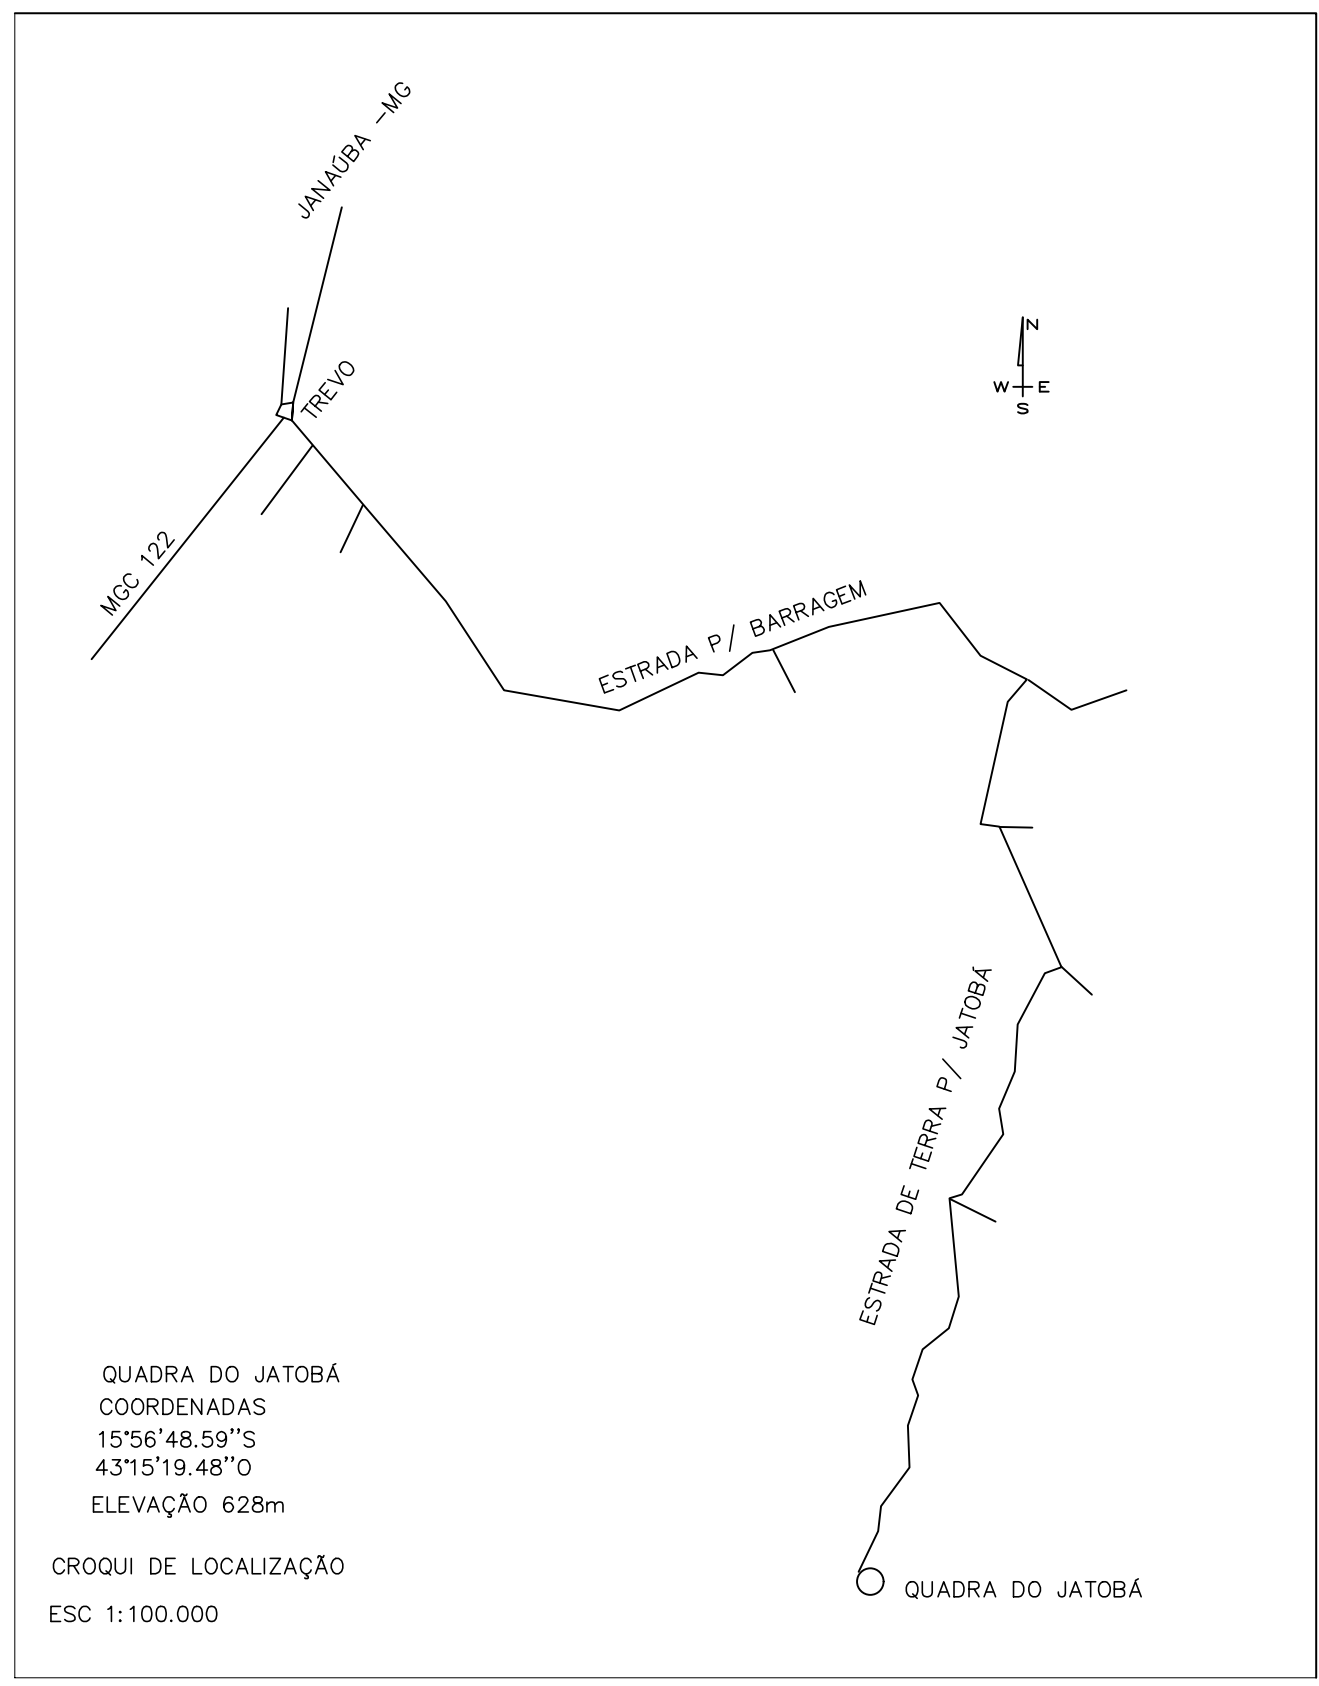 JANAÚBA -MG
N
W E
S
TREVO
MGC 122
ESTRADA P/ BARRAGEM
ESTRADA DE TERRA P/ JATOBÁ
QUADRA DO JATOBÁ
COORDENADAS
15°56'48.59''S
43°15'19.48''O
ELEVAÇÃO 628m
CROQUI DE LOCALIZAÇÃO
QUADRA DO JATOBÁ
ESC 1:100.000